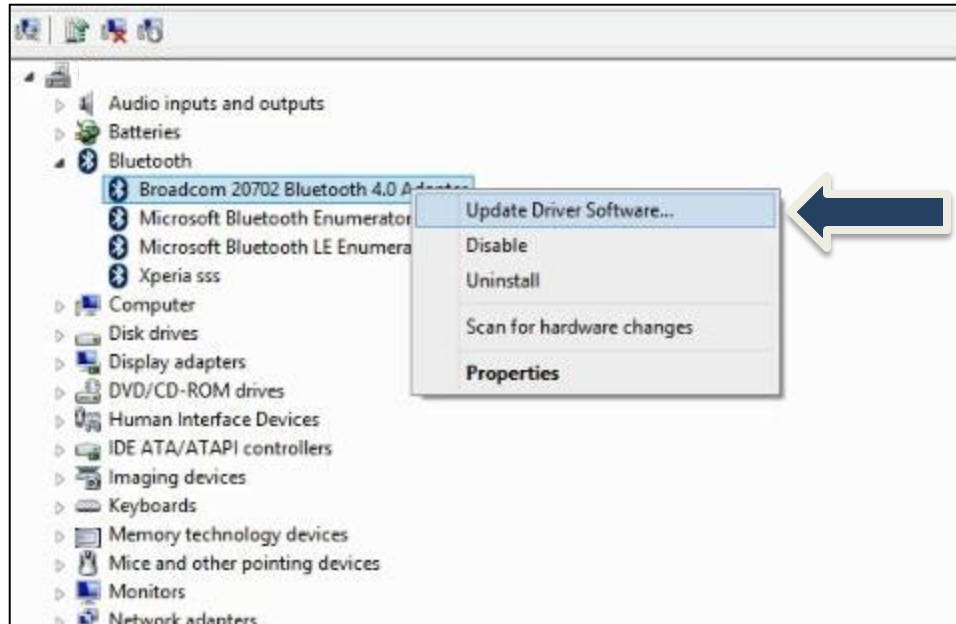 Audio inputs and outputs
Batteries
Bluetooth
Broadcom 20702 Bluetooth 4.0
Microsoft Bluetooth Enumerator
Microsoft Bluetooth LE
Xperia sss
Computer
Disk drives
Display adapters
DVD/CD-ROM drives
Human Interface Devices
IDE ATA/ATAPI controllers
Imaging devices
Keyboards
Memory technology devices
Mice and other pointing devices
Monitors
Network adapters
Update Driver Software...
Disable
Uninstall
Scan for hardware changes
Properties